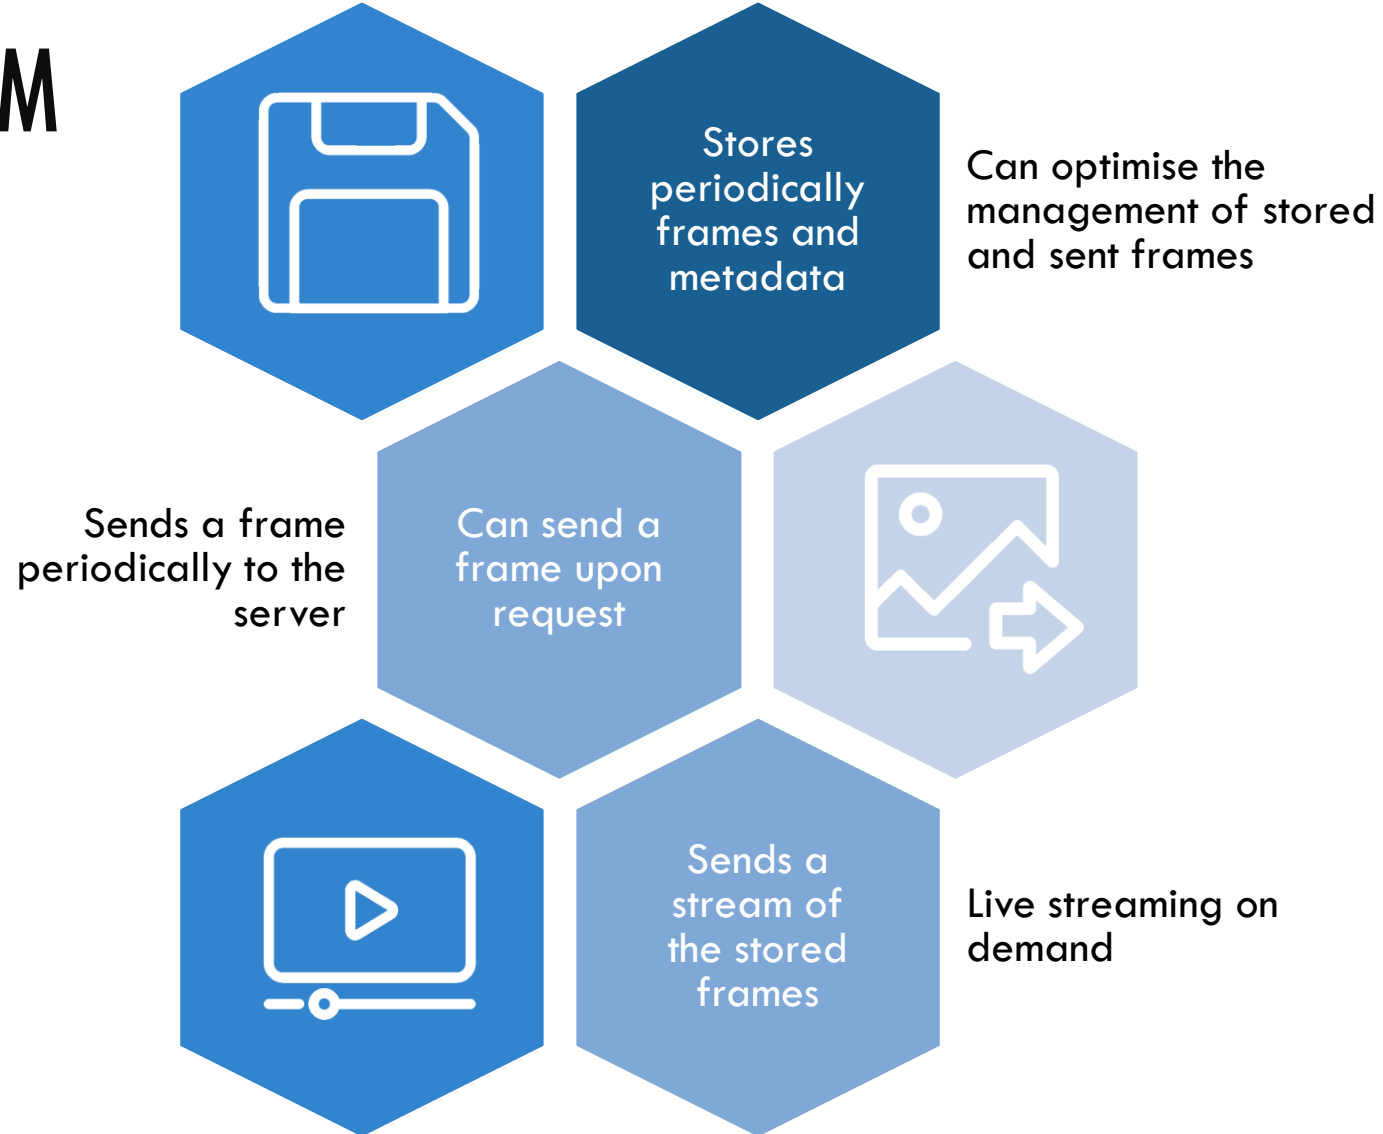 M
Stores
periodically
frames and
metadata
Can optimise the
management of stored
and sent frames
Sends a frame
periodically to the
server
Can send a
frame upon
request
Sends a
stream of
the stored
frames
Live streaming on
demand